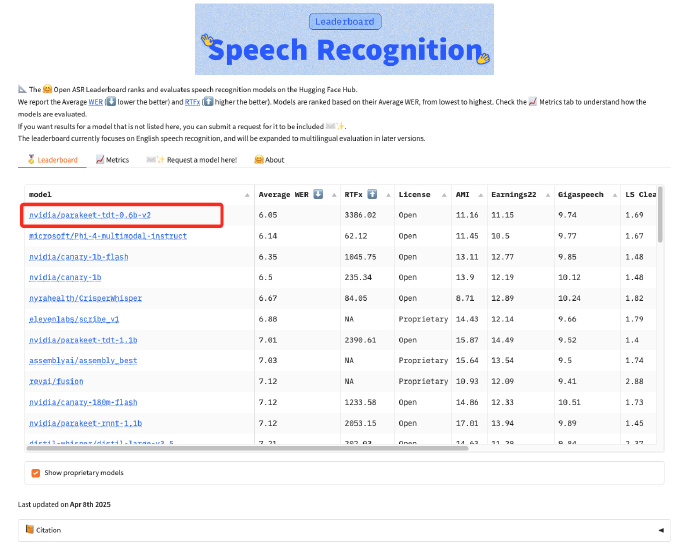 Leaderboard
Speech Recognition
The 🤗 Open ASR Leaderboard ranks and evaluates speech recognition models on the Hugging Face Hub.
We report the Average WER (⬇️ lower the better) and RTFx (⬆️ higher the better). Models are ranked based on their Average WER, from lowest to highest. Check the 📈 Metrics tab to understand how the
models are evaluated.
If you want results for a model that is not listed here, you can submit a request for it to be included ✉️✨.
The leaderboard currently focuses on English speech recognition, and will be expanded to multilingual evaluation in later versions.
🏅 Leaderboard 📈 Metrics ✉️✨ Request a model here! 🤗 About
model Average WER ⬇️ RTFx ⬆️ License AMI Earnings22 Gigaspeech LS Clea
nvidia/parakeet-tdt-0.6b-v2 6.05 3386.02 Open 11.16 11.15 9.74 1.69
microsoft/Phi-4-multimodal-instruct 6.14 62.12 Open 11.45 10.5 9.77 1.67
nvidia/canary-1b-flash 6.35 1045.75 Open 13.11 12.77 9.85 1.48
nvidia/canary-1b 6.5 235.34 Open 13.9 12.19 10.12 1.48
nyrahealth/CrisperWhisper 6.67 84.05 Open 8.71 12.89 10.24 1.82
elevenlabs/scribe_v1 6.88 NA Proprietary 14.43 12.14 9.66 1.79
nvidia/parakeet-tdt-1.1b 7.01 2390.61 Open 15.87 14.49 9.52 1.4
assemblyai/assembly_best 7.03 NA Proprietary 15.64 13.54 9.5 1.74
revai/fusion 7.12 NA Proprietary 10.93 12.09 9.41 2.88
nvidia/canary-180m-flash 7.12 1233.58 Open 14.86 12.33 10.51 1.73
nvidia/parakeet-rnnt-1.1b 7.12 2053.15 Open 17.01 13.94 9.89 1.45
distil-whisper/distil-large-v3.5 7.21 202.03 Open 14.63
Show proprietary models
Last updated on Apr 8th 2025
Citation